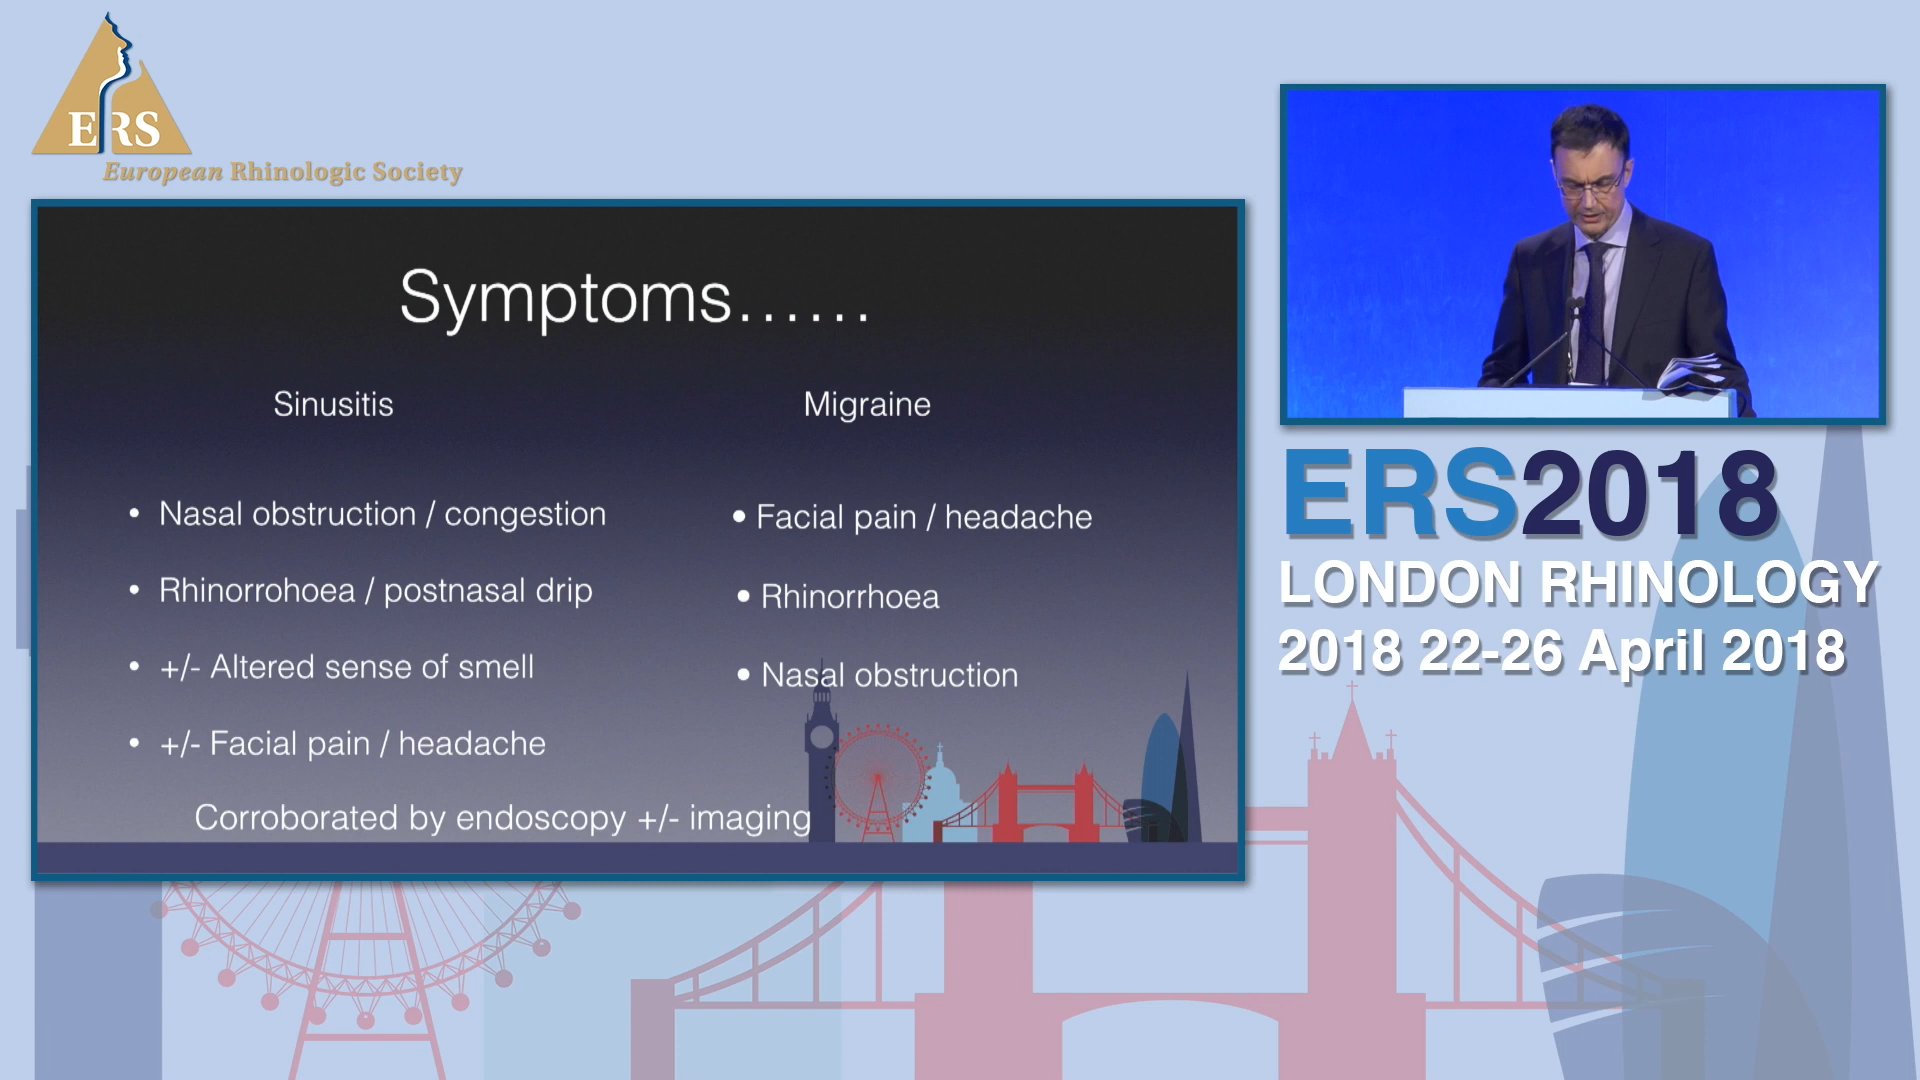 ERS
European Rhinologic Society
Symptoms......
Sinusitis
• Nasal obstruction / congestion
• Rhinorrohoea / postnasal drip
• +/- Altered sense of smell
• +/- Facial pain / headache
Corroborated by endoscopy +/- imaging
Migraine
• Facial pain / headache
• Rhinorrhoea
• Nasal obstruction
ERS2018
LONDON RHINOLOGY
2018 22-26 April 2018